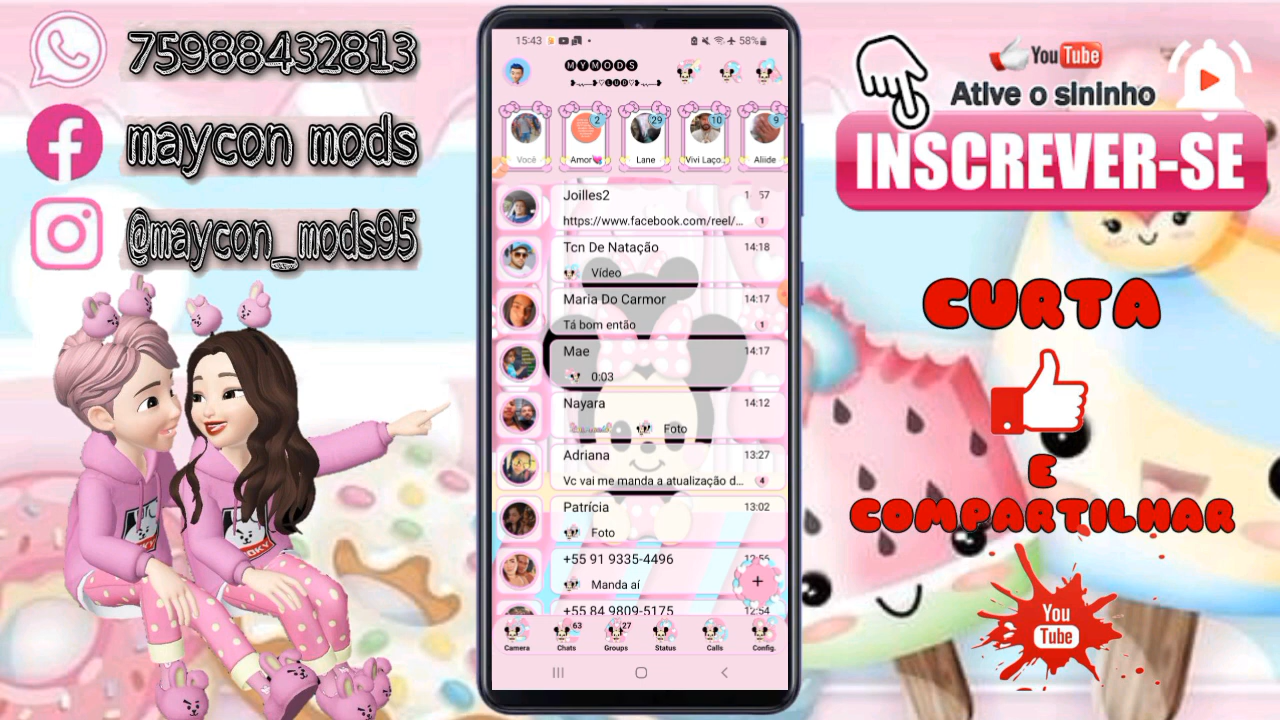 75988432813
maycon mods
@maycon_mods95
15:43
58%
MYMODS
CLUD
Você
2
Amor
29
Lane
10
Vivi Laço..
9
Aliide
Joilles2
https://www.facebook.com/reel/...
1
Tcn De Natação
14:18
Vídeo
Maria Do Carmor
14:17
Tá bom então
1
Mae
14:17
0:03
Nayara
14:12
Foto
Adriana
13:27
Vc vai me manda a atualização d...
4
Patrícia
13:02
Foto
+55 91 9335-4496
12:56
Manda aí
+
+55 84 9809-5175
12:54
Camera
63
Chats
27
Groups
Status
Calls
Config.
YouTube
Ative o sininho
INSCREVER-SE
CURTA
E
COMPARTILHAR
You
Tube